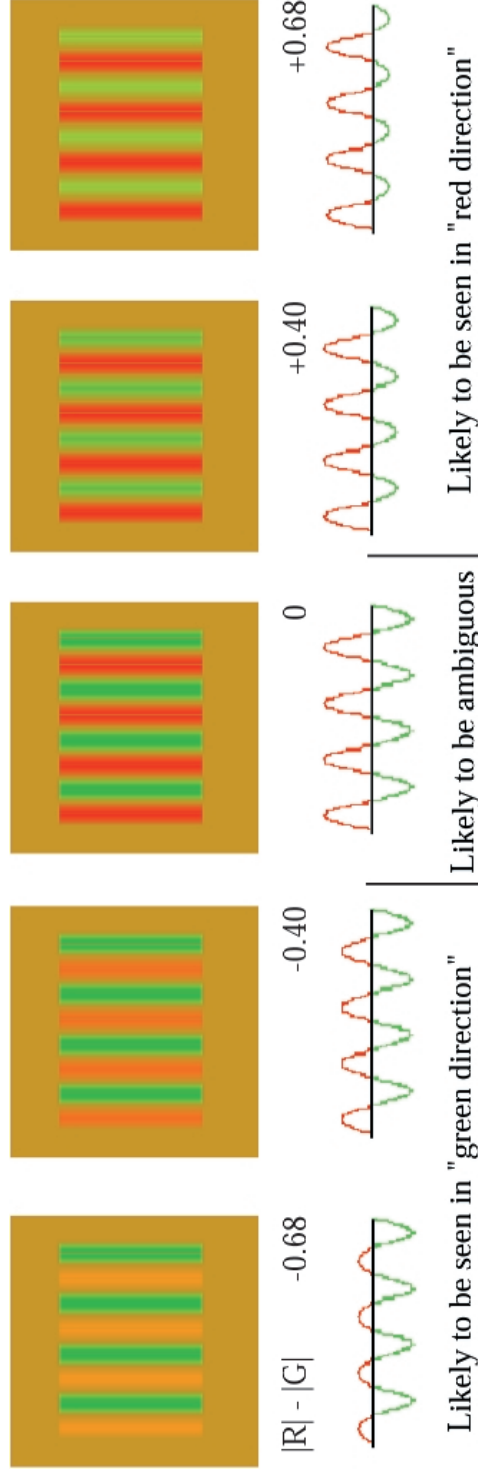 |R| - |G| -0.68 -0.40 0 +0.40 +0.68
Likely to be seen in "green direction"
Likely to be ambiguous
Likely to be seen in "red direction"